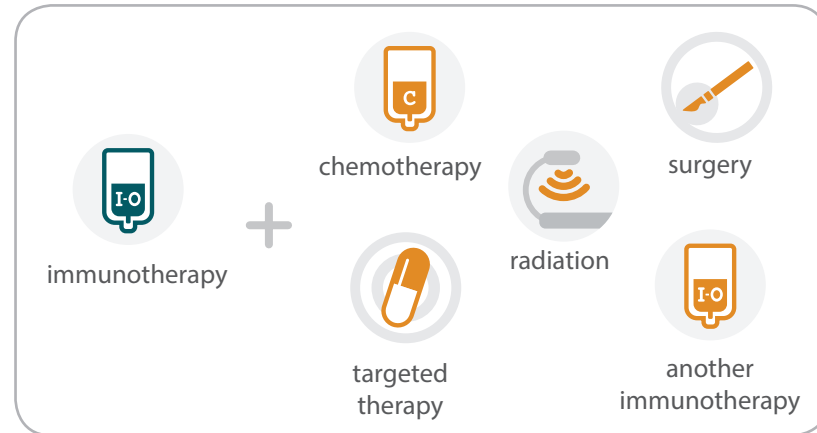 I-O
immunotherapy
+
C
chemotherapy
targeted
therapy
radiation
surgery
I-O
another
immunotherapy